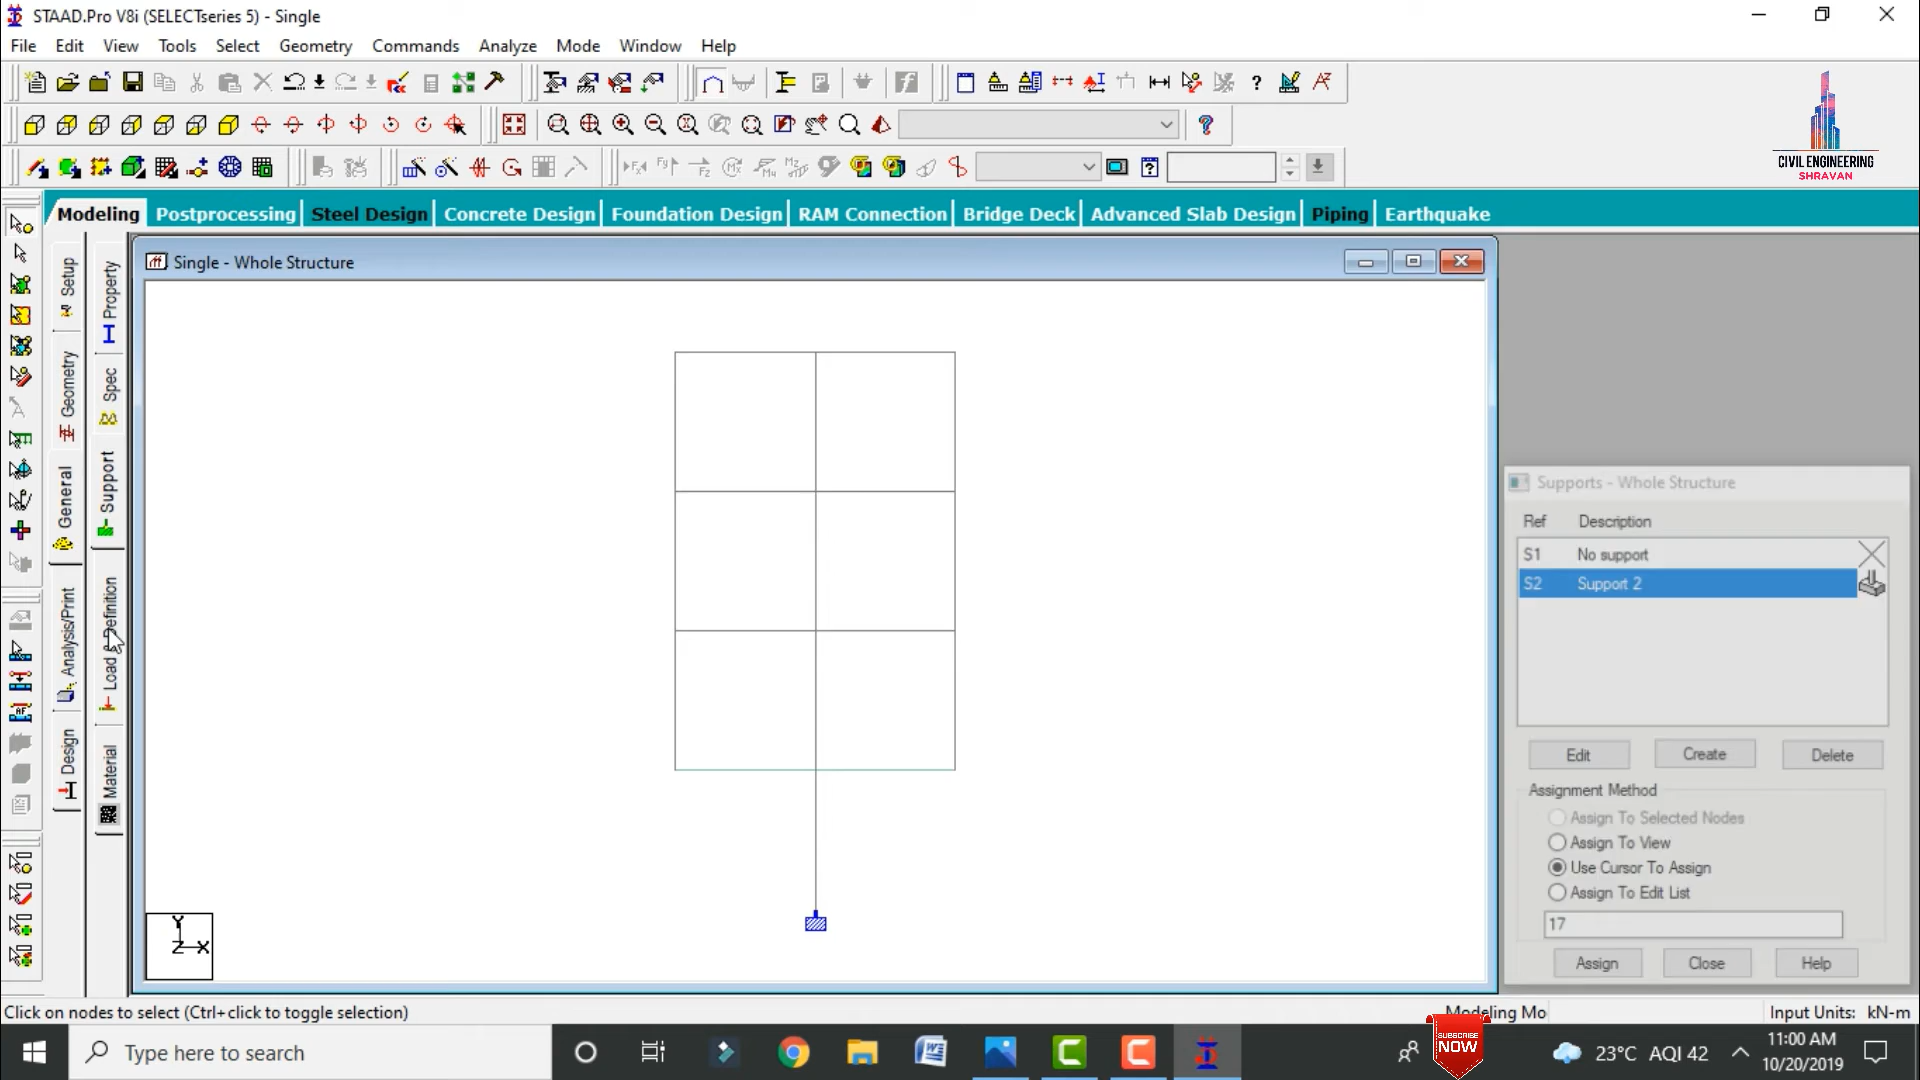 STAAD.Pro V8i (SELECTseries 5) - Single
File Edit View Tools Select Geometry Commands Analyze Mode Window Help
CIVIL ENGINEERING
SHRAVAN
Modeling Postprocessing Steel Design Concrete Design Foundation Design RAM Connection Bridge Deck Advanced Slab Design Piping Earthquake
Setup
Geometry
General
Analysis/Print
Design
Property
Spec
Support
Load & Definition
Material
Single - Whole Structure
Y
Z X
Supports - Whole Structure
Ref Description
S1 No support
S2 Support 2
Edit Create Delete
Assignment Method
Assign To Selected Nodes
Assign To View
Use Cursor To Assign
Assign To Edit List
17
Assign Close Help
Click on nodes to select (Ctrl+click to toggle selection)
Modeling Mo
Input Units: kN-m
Type here to search
SUBSCRIBE
NOW
23°C AQI 42
11:00 AM
10/20/2019